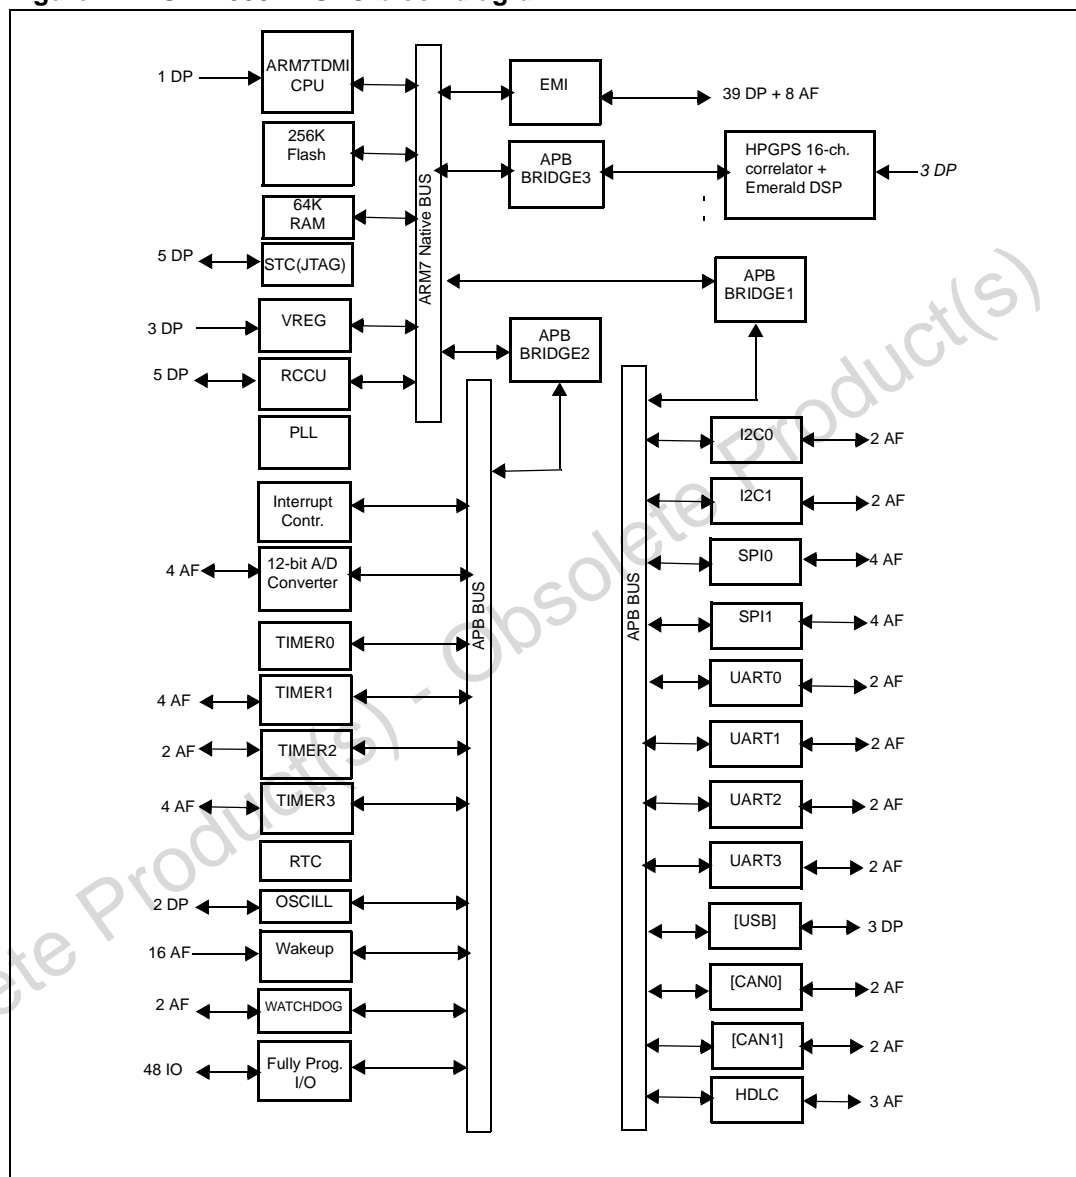 1 DP
ARM7TDMI
CPU
256K
Flash
64K
RAM
5 DP
STC(JTAG)
3 DP
VREG
5 DP
RCCU
PLL
Interrupt
Contr.
4 AF
12-bit A/D
Converter
TIMER0
4 AF
TIMER1
2 AF
TIMER2
4 AF
TIMER3
RTC
2 DP
OSCILL
16 AF
Wakeup
2 AF
WATCHDOG
48 IO
Fully Prog.
I/O
ARM7 Native BUS
EMI
39 DP + 8 AF
APB
BRIDGE3
HPGPS 16-ch.
correlator +
Emerald DSP
3 DP
APB
BRIDGE1
APB
BRIDGE2
APB BUS
APB BUS
I2C0
2 AF
I2C1
2 AF
SPI0
4 AF
SPI1
4 AF
UART0
2 AF
UART1
2 AF
UART2
2 AF
UART3
2 AF
[USB]
3 DP
[CAN0]
2 AF
[CAN1]
2 AF
HDLC
3 AF
ete Product(s) - Obsolete Product(s)